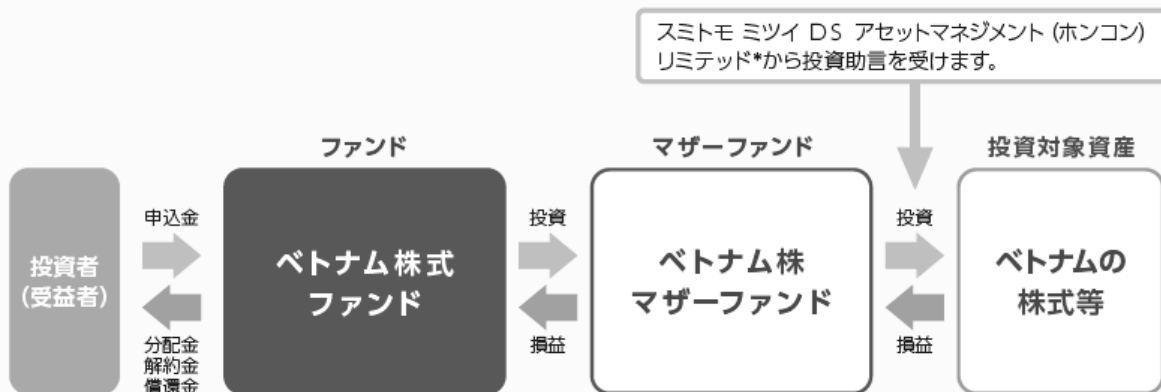 スミトモ ミツイ DS アセットマネジメント (ホンコン)
リミテッド*から投資助言を受けます。
ファンド
マザーファンド
投資対象資産
投資者
(受益者)
申込金
分配金
解約金
償還金
ベトナム株式
ファンド
投資
損益
ベトナム株
マザーファンド
投資
損益
ベトナムの
株式等